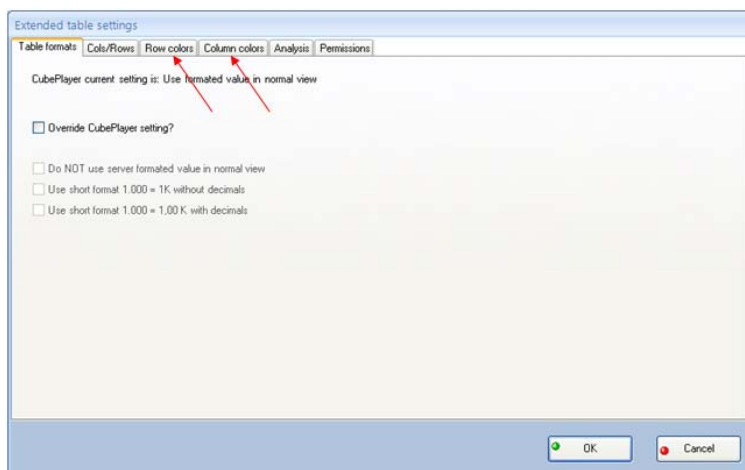 Extended table settings
Table formats Cols/Rows Row colors Column colors Analysis Permissions
CubePlayer current setting is: Use formated value in normal view
Override CubePlayer setting?
Do NOT use server formated value in normal view
Use short format 1.000 = 1K without decimals
Use short format 1.000 = 1,00 K with decimals
OK Cancel